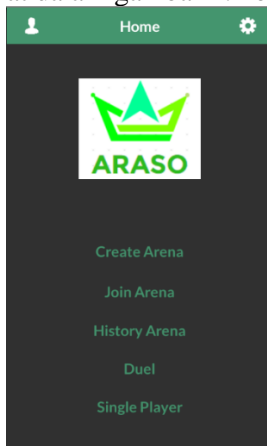 Home
ARASO
Create Arena
Join Arena
History Arena
Duel
Single Player